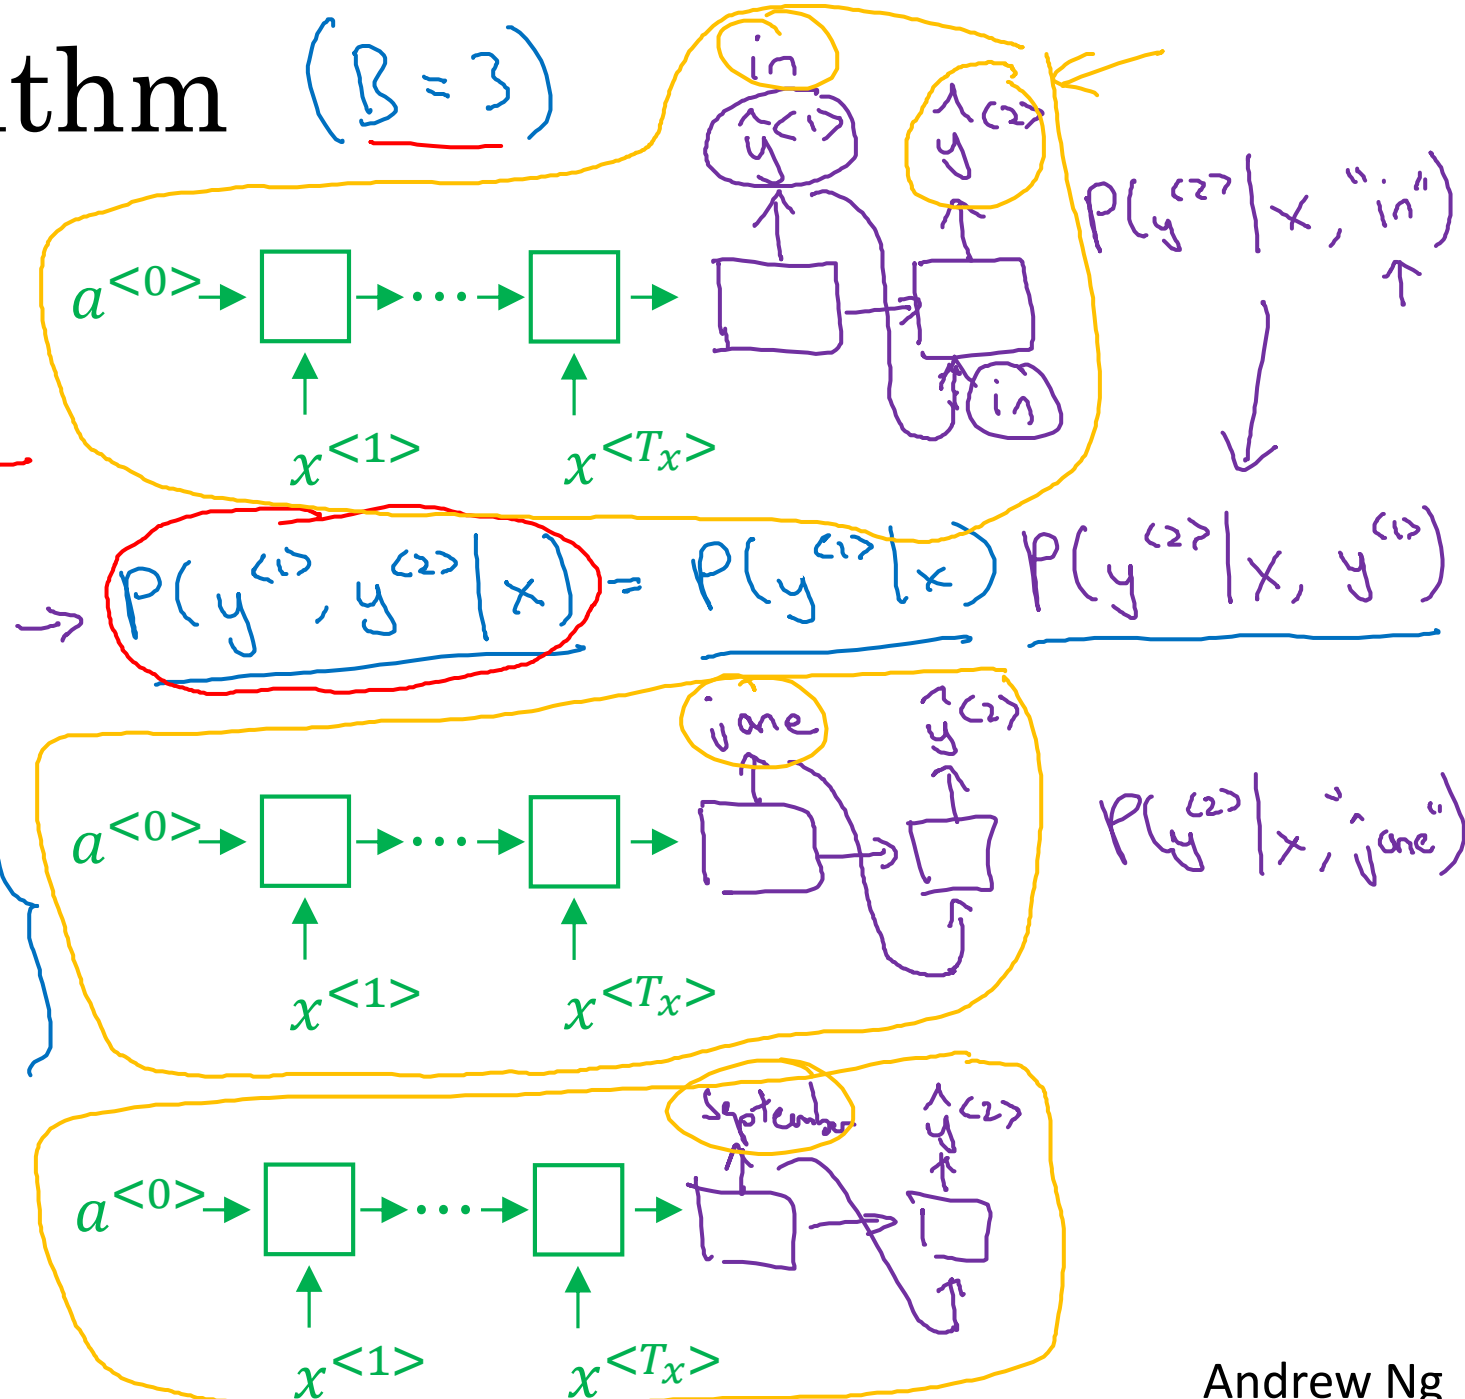 ithm (B = 3)
in
ŷ<1> ŷ<2>
P(y<2> | x, "in")
a<0> ...
in
x<1> x<Tx>
P(y<1>, y<2> | x) = P(y<1> | x) P(y<2> | x, y<1>)
jane ŷ<2>
a<0> ... P(y<2> | x, "jane")
x<1> x<Tx>
September ŷ<2>
a<0> ...
x<1> x<Tx>
Andrew Ng